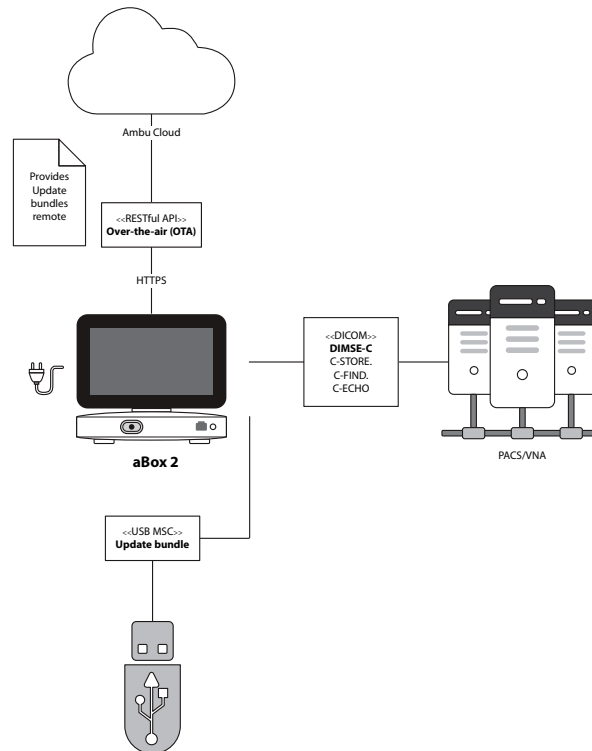 Ambu Cloud
Provides
Update
bundles
remote
<<RESTful API>>
Over-the-air (OTA)
HTTPS
<<DICOM>>
DIMSE-C
C-STORE.
C-FIND.
C-ECHO
PACS/VNA
aBox 2
<<USB MSC>>
Update bundle